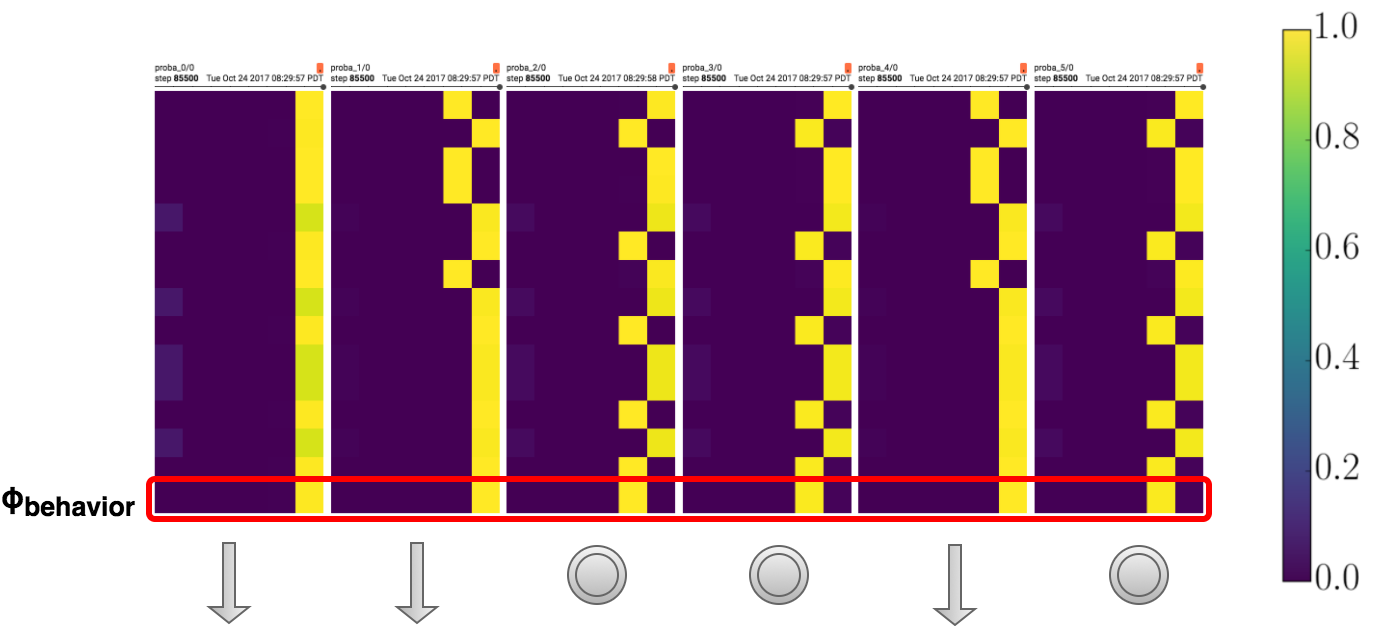 1.0
proba_0/0 proba_1/0 proba_2/0 proba_3/0 proba_4/0 proba_5/0
step 85500 Tue Oct 24 2017 08:29:57 PDT step 85500 Tue Oct 24 2017 08:29:57 PDT step 85500 Tue Oct 24 2017 08:29:58 PDT step 85500 Tue Oct 24 2017 08:29:57 PDT step 85500 Tue Oct 24 2017 08:29:57 PDT step 85500 Tue Oct 24 2017 08:29:57 PDT
0.8
0.6
0.4
0.2
Φbehavior
0.0